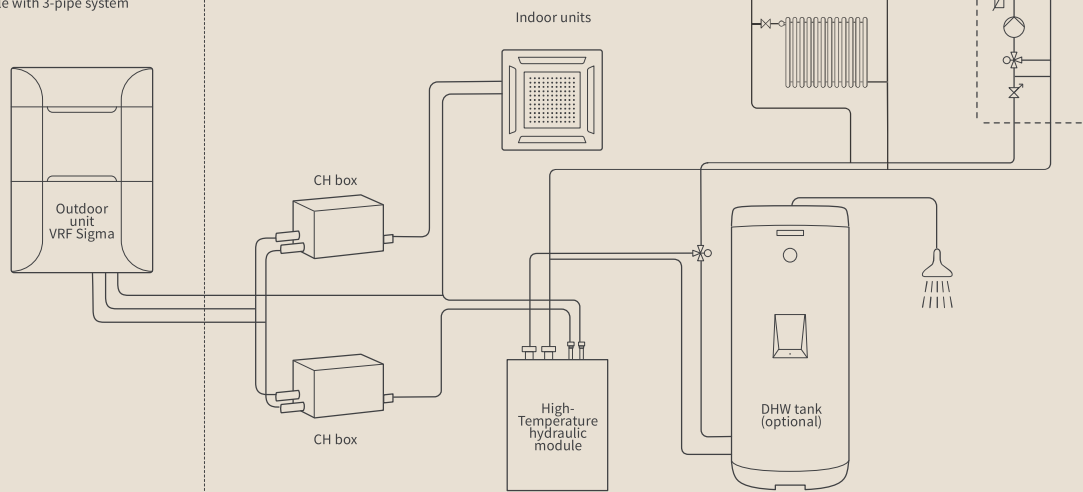 with 3-pipe system
Indoor units
CH box
Outdoor
unit
VRF Sigma
High-
Temperature
hydraulic
module
DHW tank
(optional)
CH box